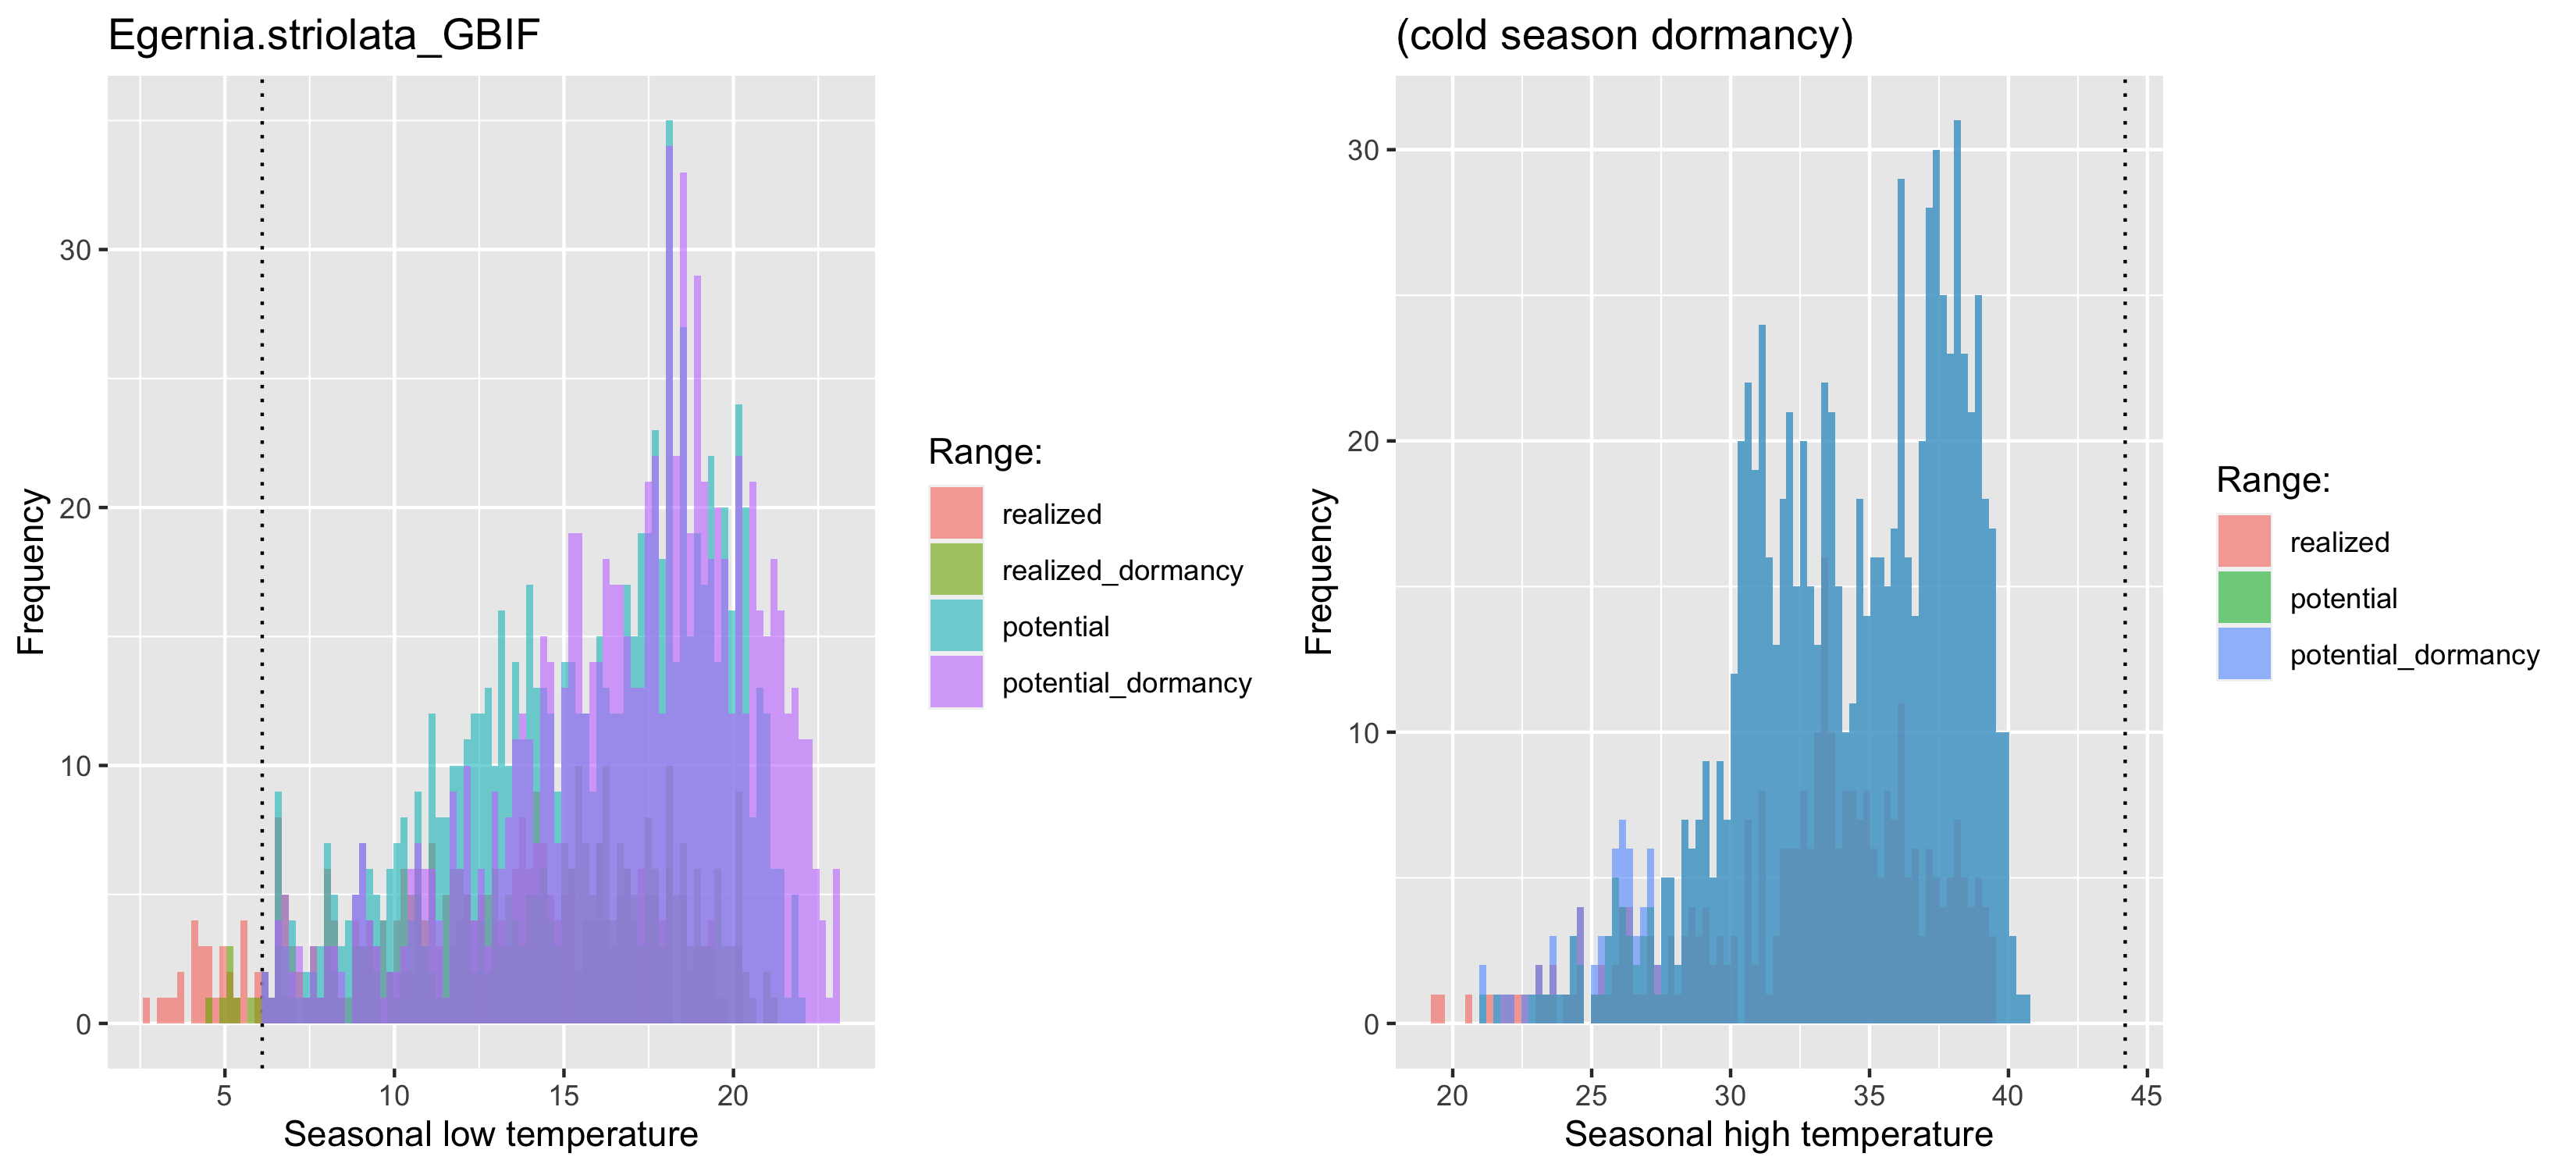 Egernia.striolata_GBIF
30
20
10
0
Frequency
5 10 15 20
Seasonal low temperature
Range:
realized
realized_dormancy
potential
potential_dormancy
(cold season dormancy)
30
20
10
0
Frequency
20 25 30 35 40 45
Seasonal high temperature
Range:
realized
potential
potential_dormancy